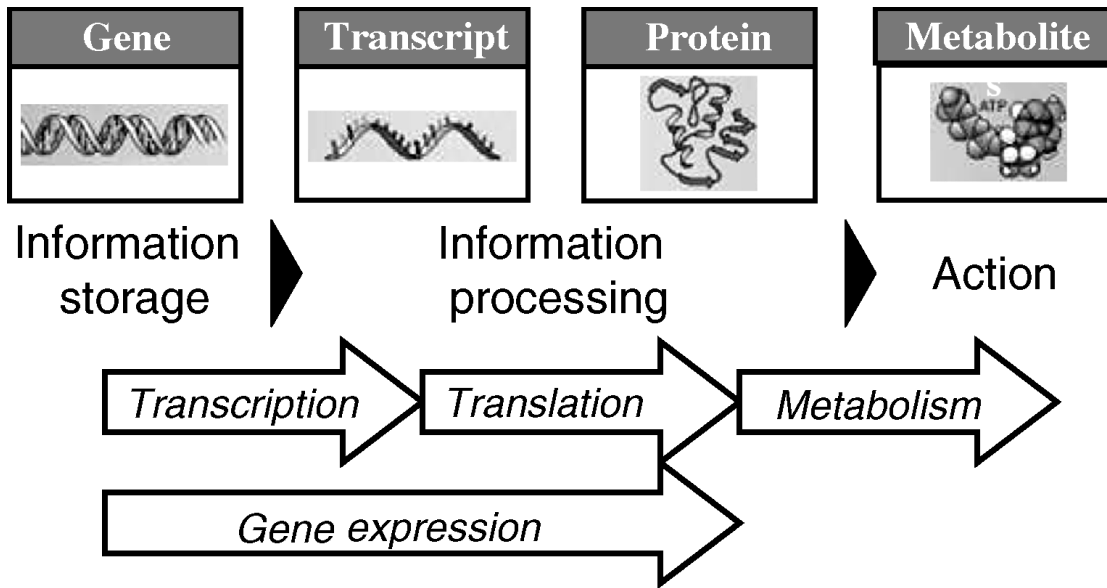 Gene
Transcript
Protein
Metabolite
s
ATP
Information
storage
Information
processing
Action
Transcription
Translation
Metabolism
Gene expression